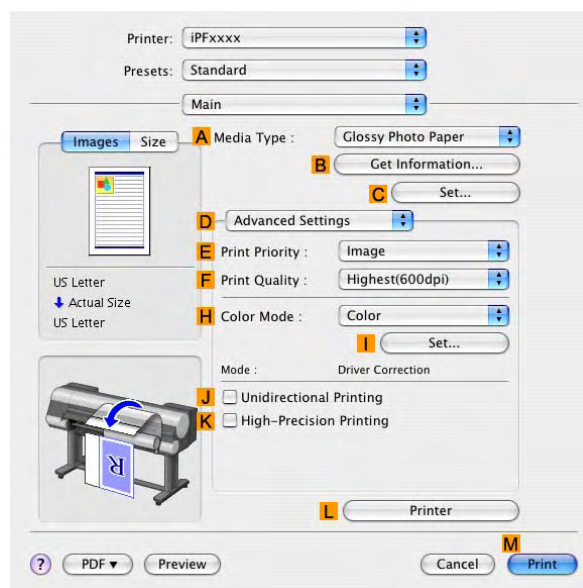 Printer: iPFxxxx
Presets: Standard
Main
Images Size
A Media Type : Glossy Photo Paper
B Get Information...
C Set...
D Advanced Settings
E Print Priority : Image
F Print Quality : Highest(600dpi)
US Letter
Actual Size
US Letter
H Color Mode : Color
I Set...
Mode : Driver Correction
J Unidirectional Printing
K High-Precision Printing
R
L Printer
M
? PDF Preview Cancel Print